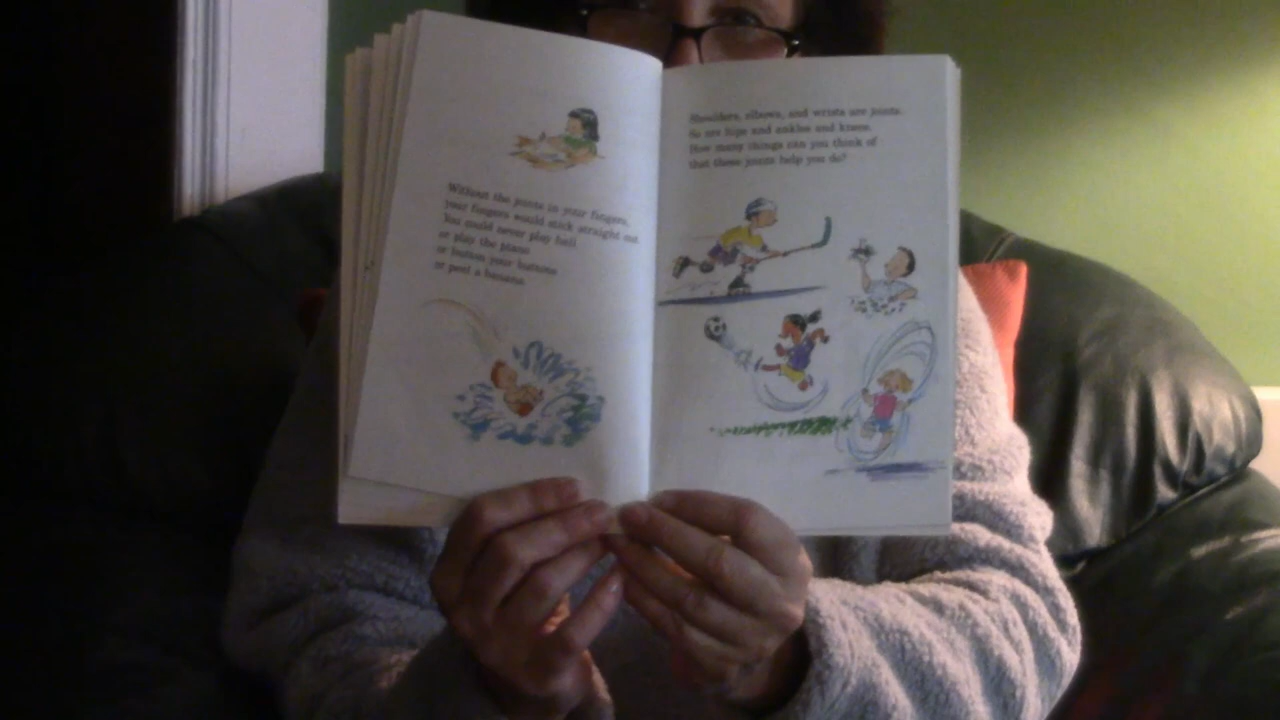 Without the joints in your fingers,
your fingers would stick straight out.
You could never play ball
or play the piano
or button your buttons
or peel a banana.
Shoulders, elbows, and wrists are joints.
So are hips and ankles and knees.
How many things can you think of
that these joints help you do?